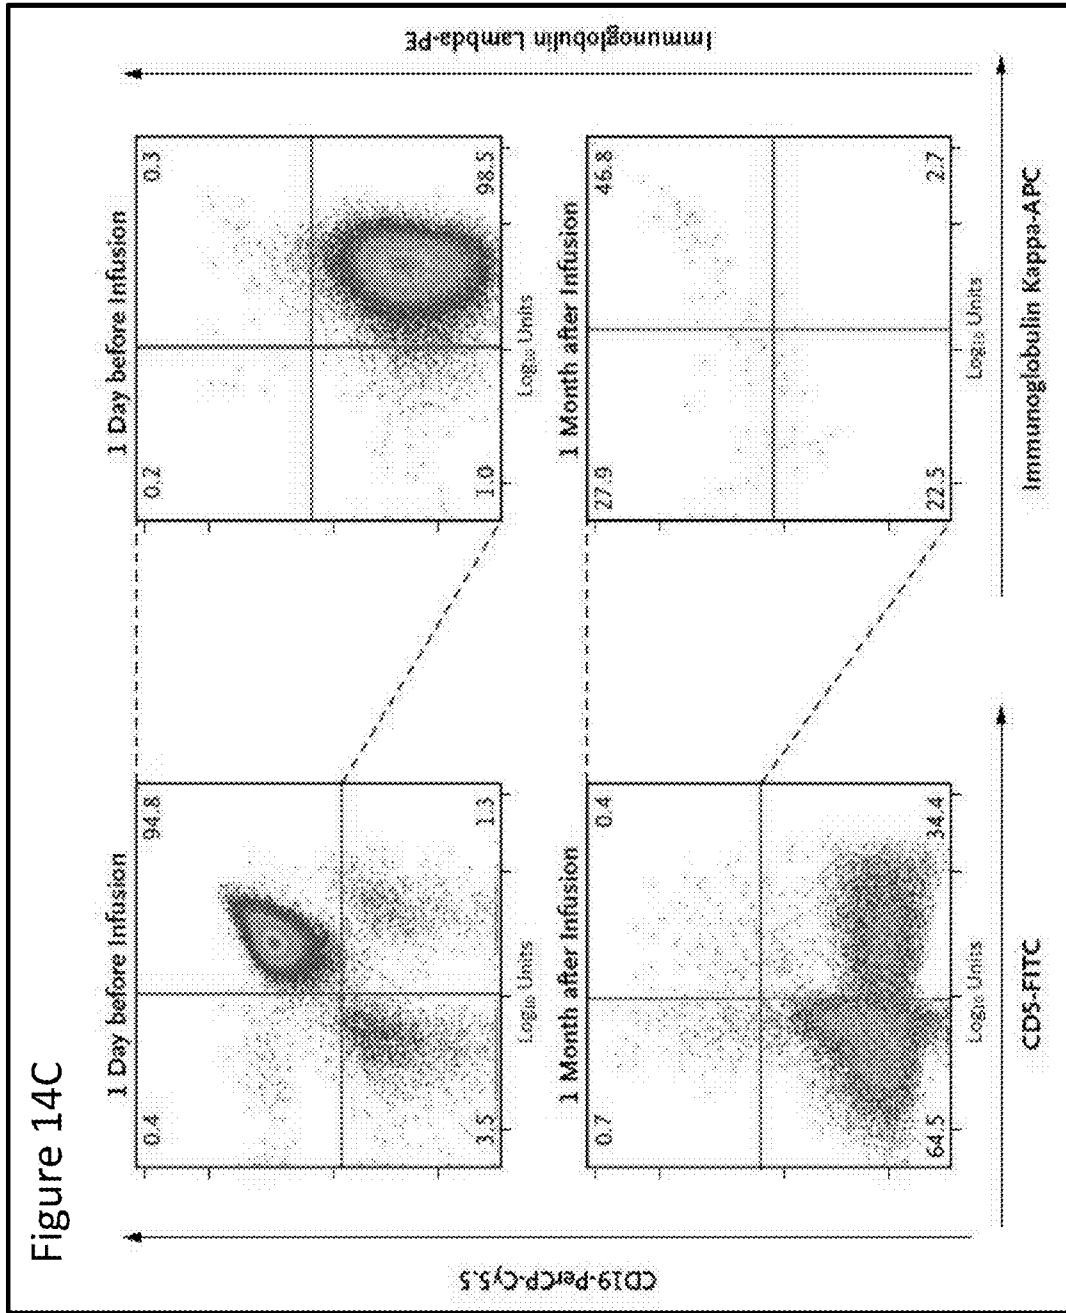 Figure 14C
1 Day before Infusion
0.4
94.8
3.5
1.3
Log₁₀ Units
1 Day before Infusion
0.2
0.3
1.0
98.5
Log₁₀ Units
1 Month after Infusion
0.7
0.4
64.5
34.4
Log₁₀ Units
1 Month after Infusion
27.9
46.8
22.5
2.7
Log₁₀ Units
CD19-PerCP-Cy5.5
Immunoglobulin Lambda-PE
CD5-FITC
Immunoglobulin Kappa-APC